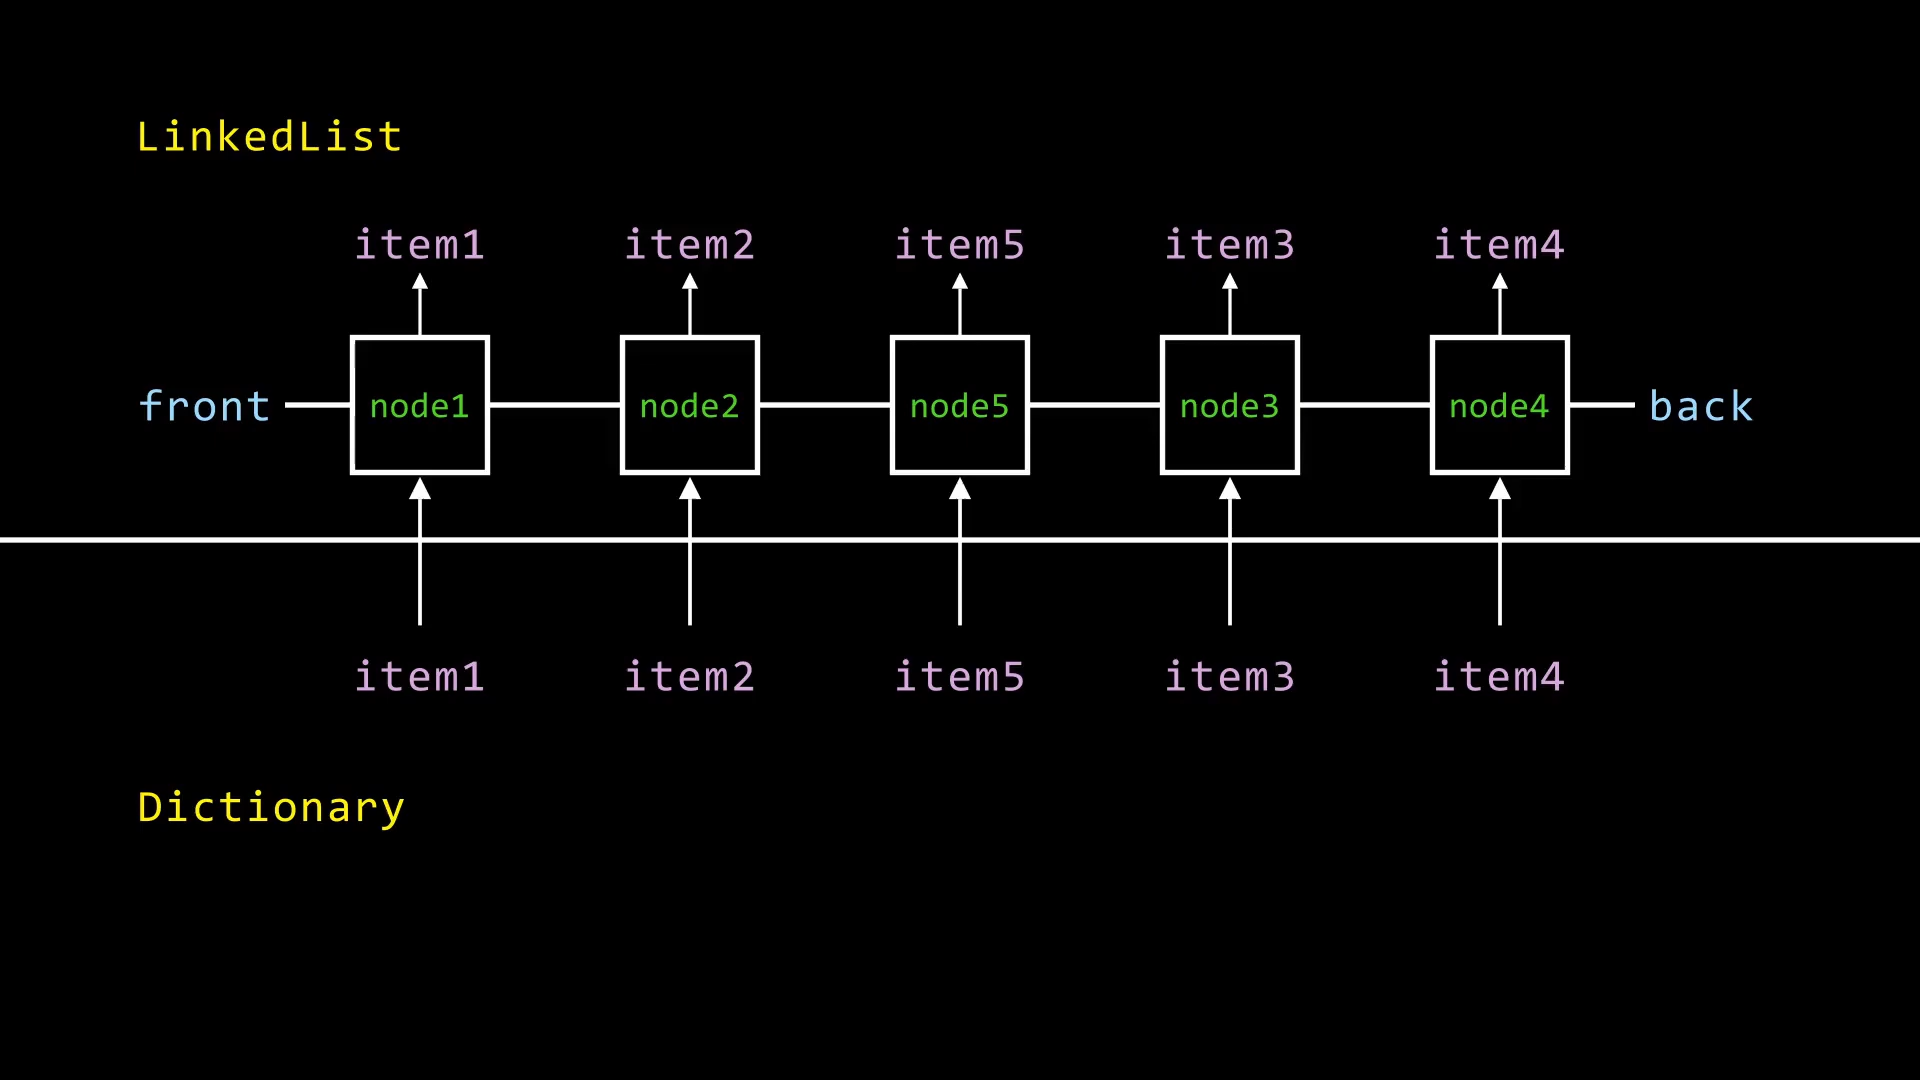 LinkedList
item1 item2 item5 item3 item4
front node1 node2 node5 node3 node4 back
item1 item2 item5 item3 item4
Dictionary